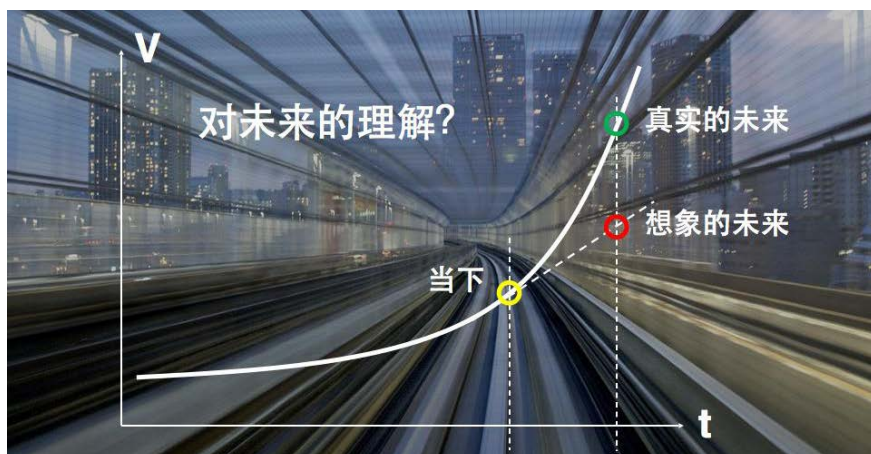 V
对未来的理解?
真实的未来
想象的未来
当下
t